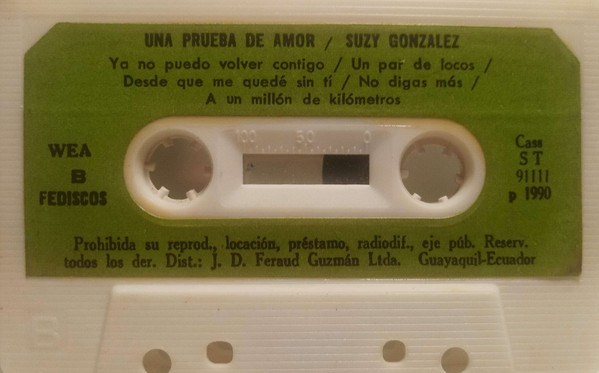 UNA PRUEBA DE AMOR / SUZY GONZALEZ
Ya no puedo volver contigo / Un par de locos /
Desde que me quedé sin tí / No digas más /
A un millón de kilómetros
WEA
B
FEDISCOS
100 50 0
Cass
ST
91111
p 1990
Prohibida su reprod., locación, préstamo, radiodif., eje púb. Reserv.
todos los der. Dist.: J. D. Feraud Guzmán Ltda. Guayaquil-Ecuador
B